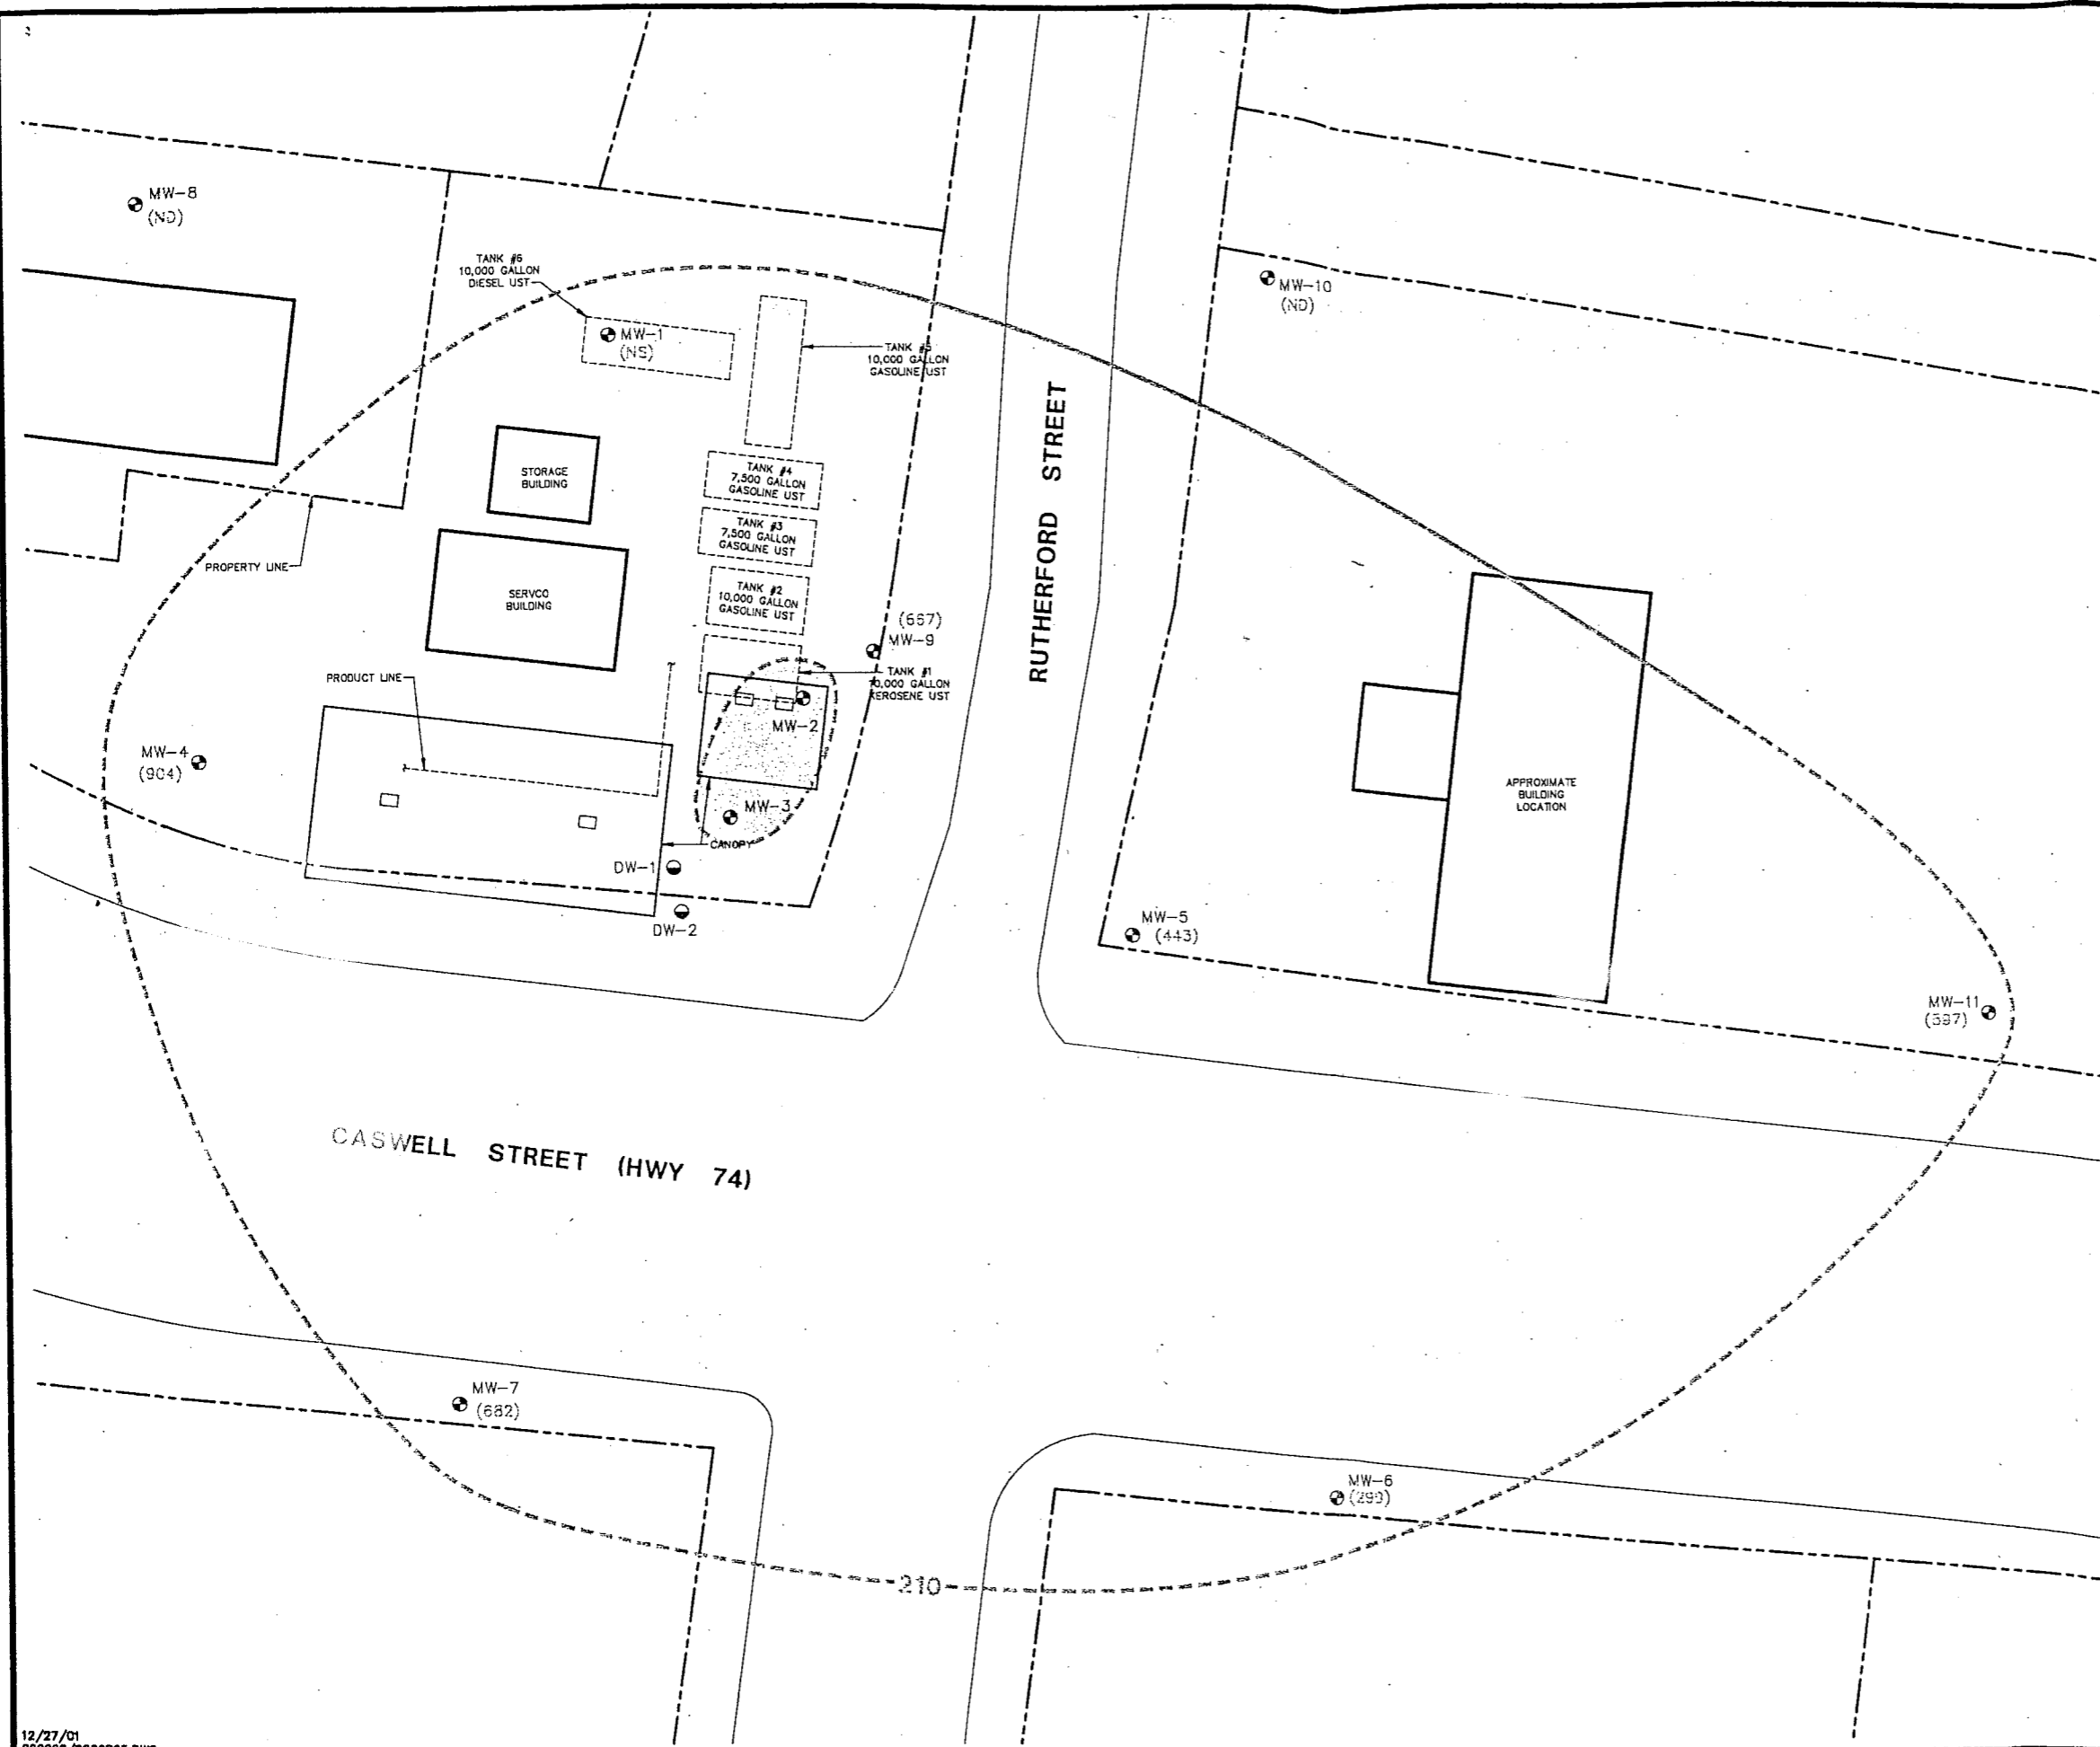 MW-8
(ND)
TANK #6
10,000 GALLON
DIESEL UST
MW-10
(ND)
MW-1
(NS)
TANK #5
10,000 GALLON
GASOLINE UST
RUTHERFORD STREET
STORAGE
BUILDING
TANK #4
7,500 GALLON
GASOLINE UST
TANK #3
7,500 GALLON
GASOLINE UST
PROPERTY LINE
SERVCO
BUILDING
TANK #2
10,000 GALLON
GASOLINE UST
(667)
MW-9
TANK #1
10,000 GALLON
KEROSENE UST
PRODUCT LINE
MW-2
MW-4
(904)
MW-3
CANOPY
APPROXIMATE
BUILDING
LOCATION
DW-1
DW-2
MW-5
(443)
MW-11
(397)
CASWELL STREET (HWY 74)
MW-7
(682)
MW-6
(299)
210
12/27/01